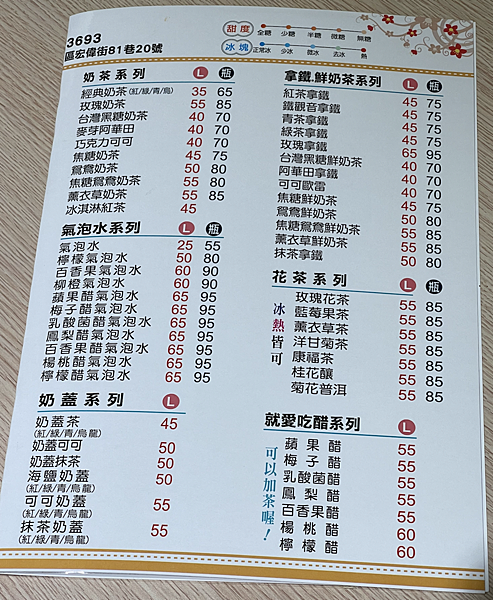 3693
區宏偉街81巷20號
甜度 全糖 少糖 半糖 微糖 無糖
冰塊 正常冰 少冰 微冰 去冰 熱
奶茶系列 L 瓶
經典奶茶(紅/綠/青/烏) 35 65
玫瑰奶茶 55 85
台灣黑糖奶茶 40 70
麥芽阿華田 40 70
巧克力可可 40 70
焦糖奶茶 45 75
鴛鴦奶茶 50 80
焦糖鴛鴦奶茶 55 85
薰衣草奶茶 55 85
冰淇淋紅茶 45
氣泡水系列 L 瓶
氣泡水 25 55
檸檬氣泡水 50 80
百香果氣泡水 60 90
柳橙氣泡水 60 90
蘋果醋氣泡水 65 95
梅子醋氣泡水 65 95
乳酸菌醋氣泡水 65 95
鳳梨醋氣泡水 65 95
百香果醋氣泡水 65 95
楊桃醋氣泡水 65 95
檸檬醋氣泡水 65 95
奶蓋系列 L
奶蓋茶 45
(紅/綠/青/烏龍)
奶蓋可可 50
奶蓋抹茶 50
海鹽奶蓋 50
(紅/綠/青/烏龍)
可可奶蓋 55
(紅/綠/青/烏龍)
抹茶奶蓋 55
(紅/綠/青/烏龍)
拿鐵.鮮奶茶系列 L 瓶
紅茶拿鐵 45 75
鐵觀音拿鐵 45 75
青茶拿鐵 45 75
綠茶拿鐵 45 75
玫瑰拿鐵 65 95
台灣黑糖鮮奶茶 40 70
阿華田拿鐵 40 70
可可歐蕾 40 70
焦糖鮮奶茶 45 75
鴛鴦鮮奶茶 50 80
焦糖鴛鴦鮮奶茶 55 85
薰衣草鮮奶茶 55 85
抹茶拿鐵 50 80
花茶系列 L 瓶
冰熱皆可
玫瑰花茶 55 85
藍莓果茶 55 85
薰衣草茶 55 85
洋甘菊茶 55 85
康福茶 55 85
桂花釀 55 85
菊花普洱 55 85
就愛吃醋系列 L
可以加茶喔！
蘋果醋 55
梅子醋 55
乳酸菌醋 55
鳳梨醋 55
百香果醋 55
楊桃醋 60
檸檬醋 60